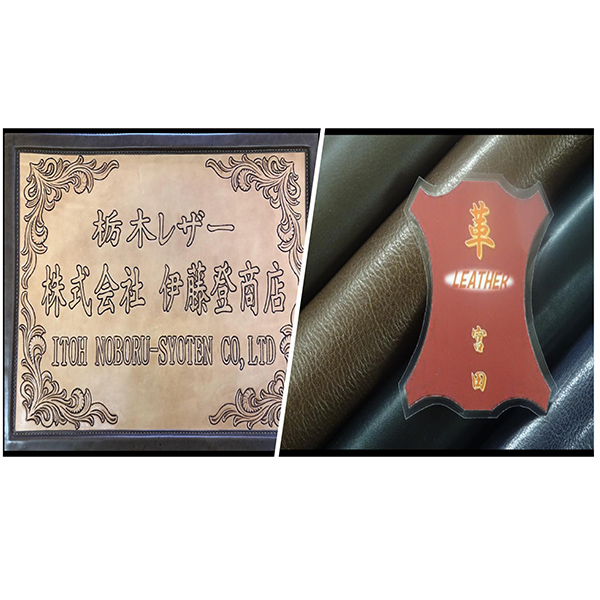 栃木レザー
株式会社 伊藤登商店
ITOH NOBORU-SYOTEN CO,LTD
革
LEATHER
宮田